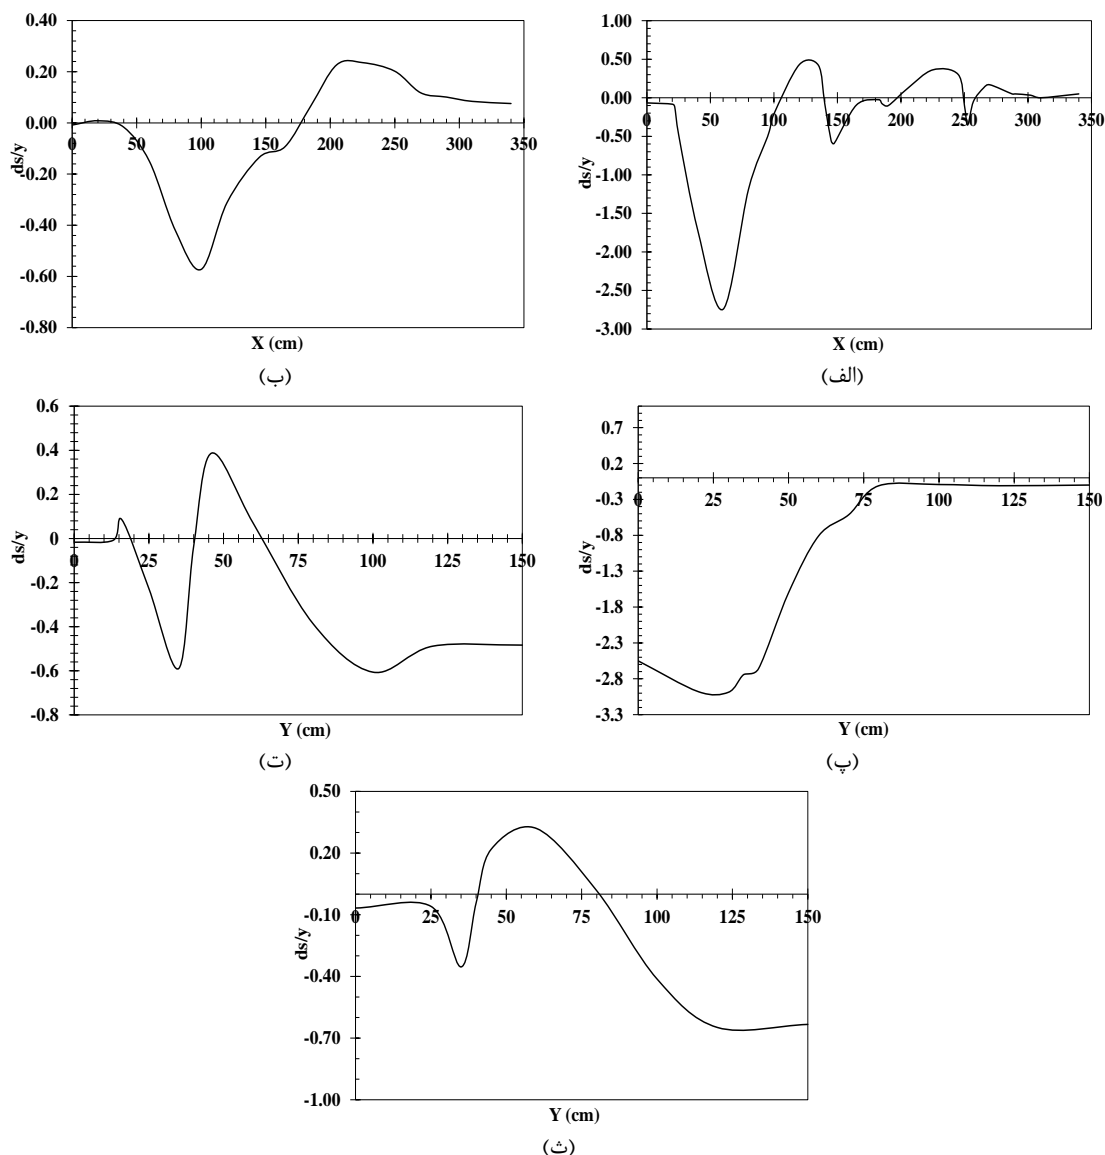 1.00
0.50
0.00
-0.50
-1.00
-1.50
-2.00
-2.50
-3.00
ds/y
0 50 100 150 200 250 300 350
X (cm)
(الف)
0.40
0.20
0.00
-0.20
-0.40
-0.60
-0.80
ds/y
0 50 100 150 200 250 300 350
X (cm)
(ب)
0.7
0.2
-0.3
-0.8
-1.3
-1.8
-2.3
-2.8
-3.3
ds/y
0 25 50 75 100 125 150
Y (cm)
(پ)
0.6
0.4
0.2
0
-0.2
-0.4
-0.6
-0.8
ds/y
0 25 50 75 100 125 150
Y (cm)
(ت)
0.50
0.20
-0.10
-0.40
-0.70
-1.00
ds/y
0 25 50 75 100 125 150
Y (cm)
(ث)